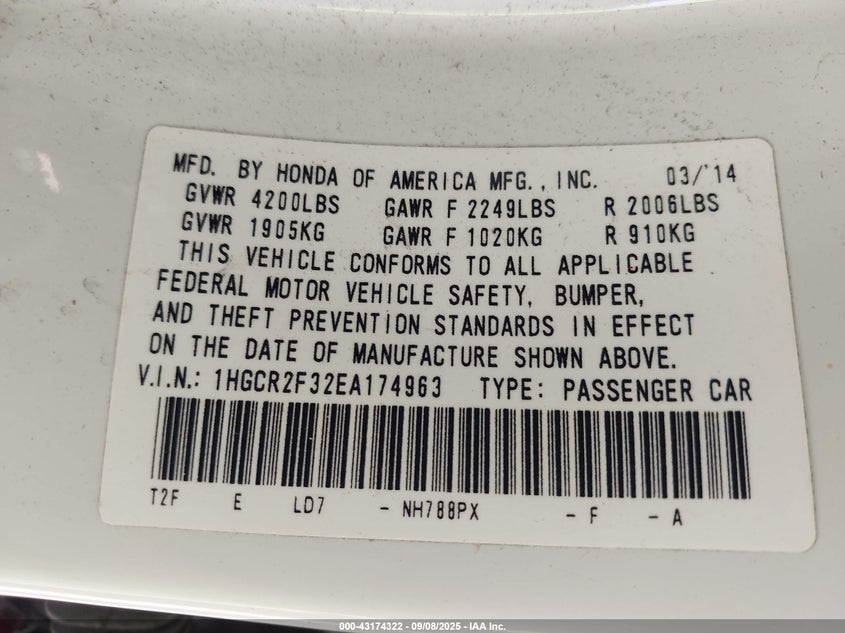 MFD. BY HONDA OF AMERICA MFG., INC. 03/'14
GVWR 4200LBS GAWR F 2249LBS R 2006LBS
GVWR 1905KG GAWR F 1020KG R 910KG
THIS VEHICLE CONFORMS TO ALL APPLICABLE
FEDERAL MOTOR VEHICLE SAFETY, BUMPER,
AND THEFT PREVENTION STANDARDS IN EFFECT
ON THE DATE OF MANUFACTURE SHOWN ABOVE.
V.I.N.: 1HGCR2F32EA174963 TYPE: PASSENGER CAR
T2F E LD7 - NH788PX - F - A
000-43174322 - 09/08/2025 - IAA Inc.